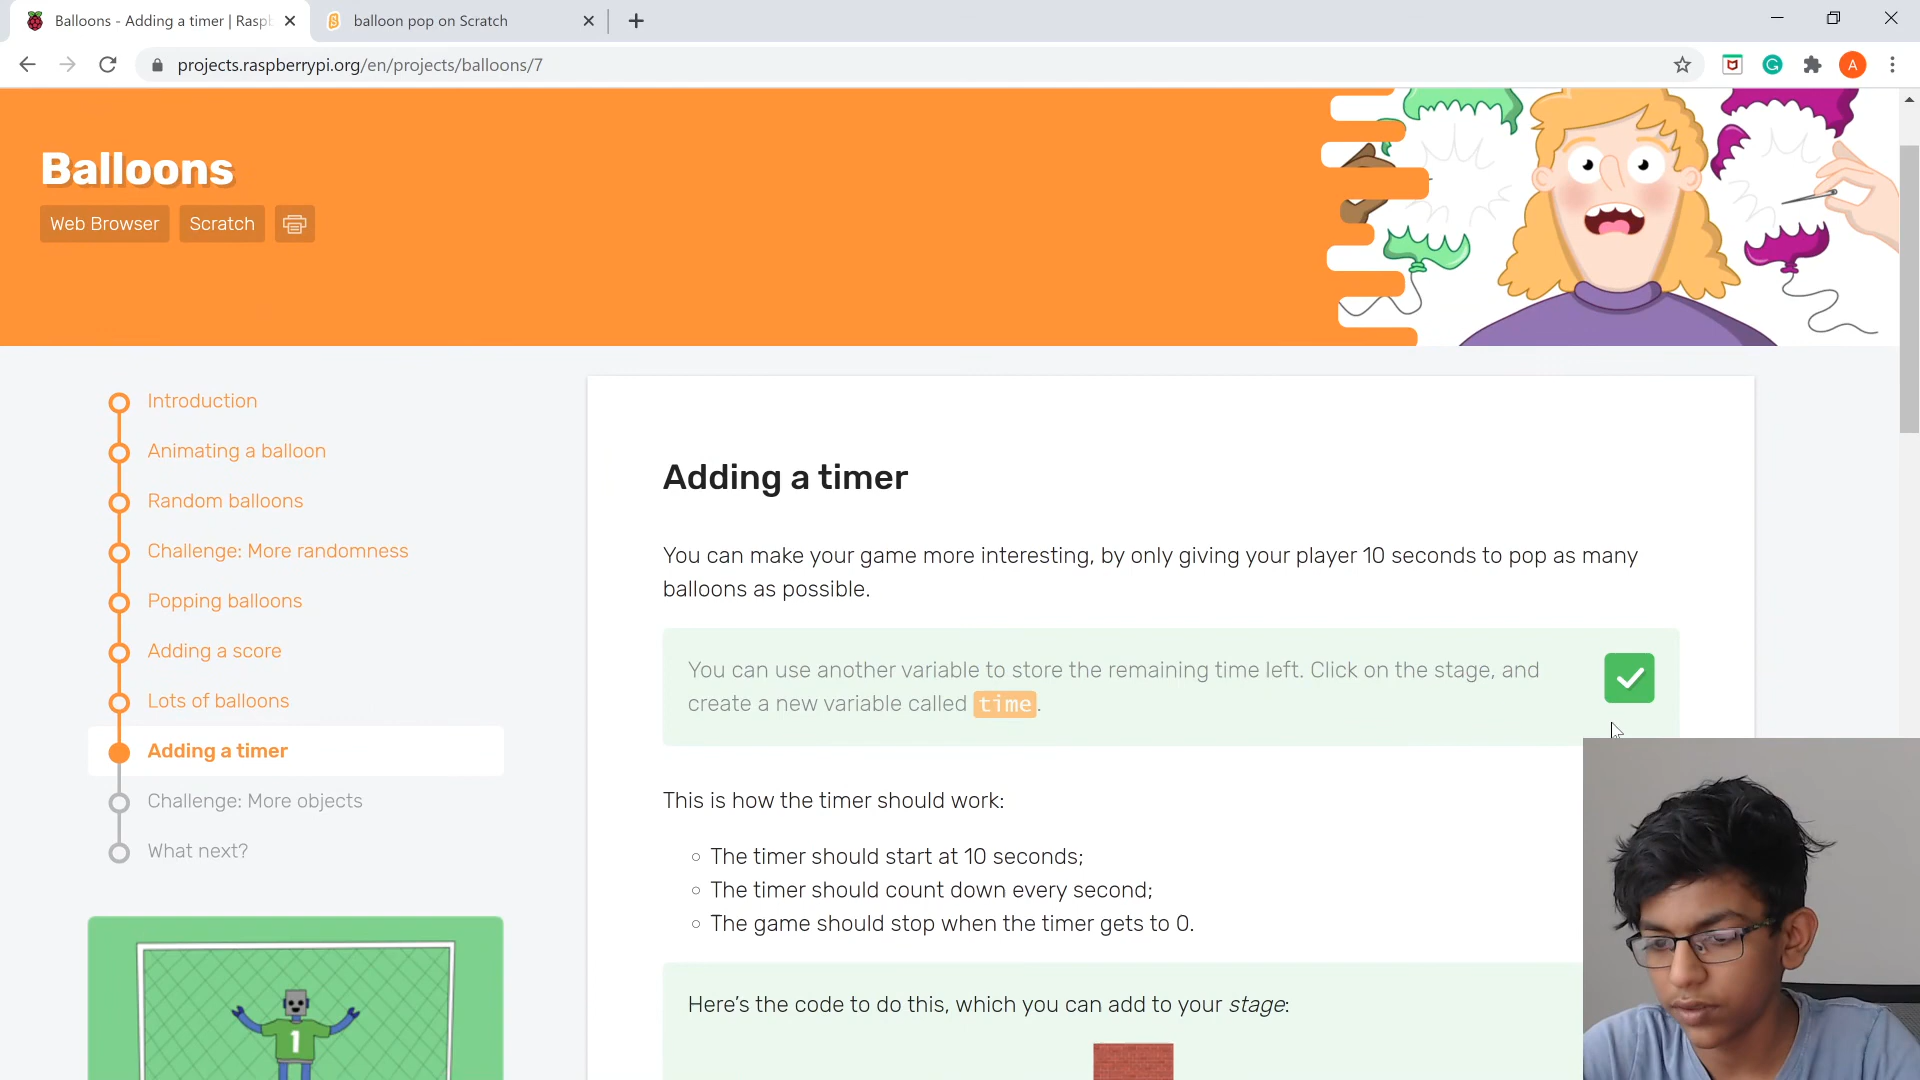 Balloons - Adding a timer | Rasp
balloon pop on Scratch
projects.raspberrypi.org/en/projects/balloons/7
A
Balloons
Web Browser
Scratch
Introduction
Animating a balloon
Random balloons
Challenge: More randomness
Popping balloons
Adding a score
Lots of balloons
Adding a timer
Challenge: More objects
What next?
1
Adding a timer
You can make your game more interesting, by only giving your player 10 seconds to pop as many
balloons as possible.
You can use another variable to store the remaining time left. Click on the stage, and
create a new variable called time.
This is how the timer should work:
The timer should start at 10 seconds;
The timer should count down every second;
The game should stop when the timer gets to 0.
Here's the code to do this, which you can add to your stage: